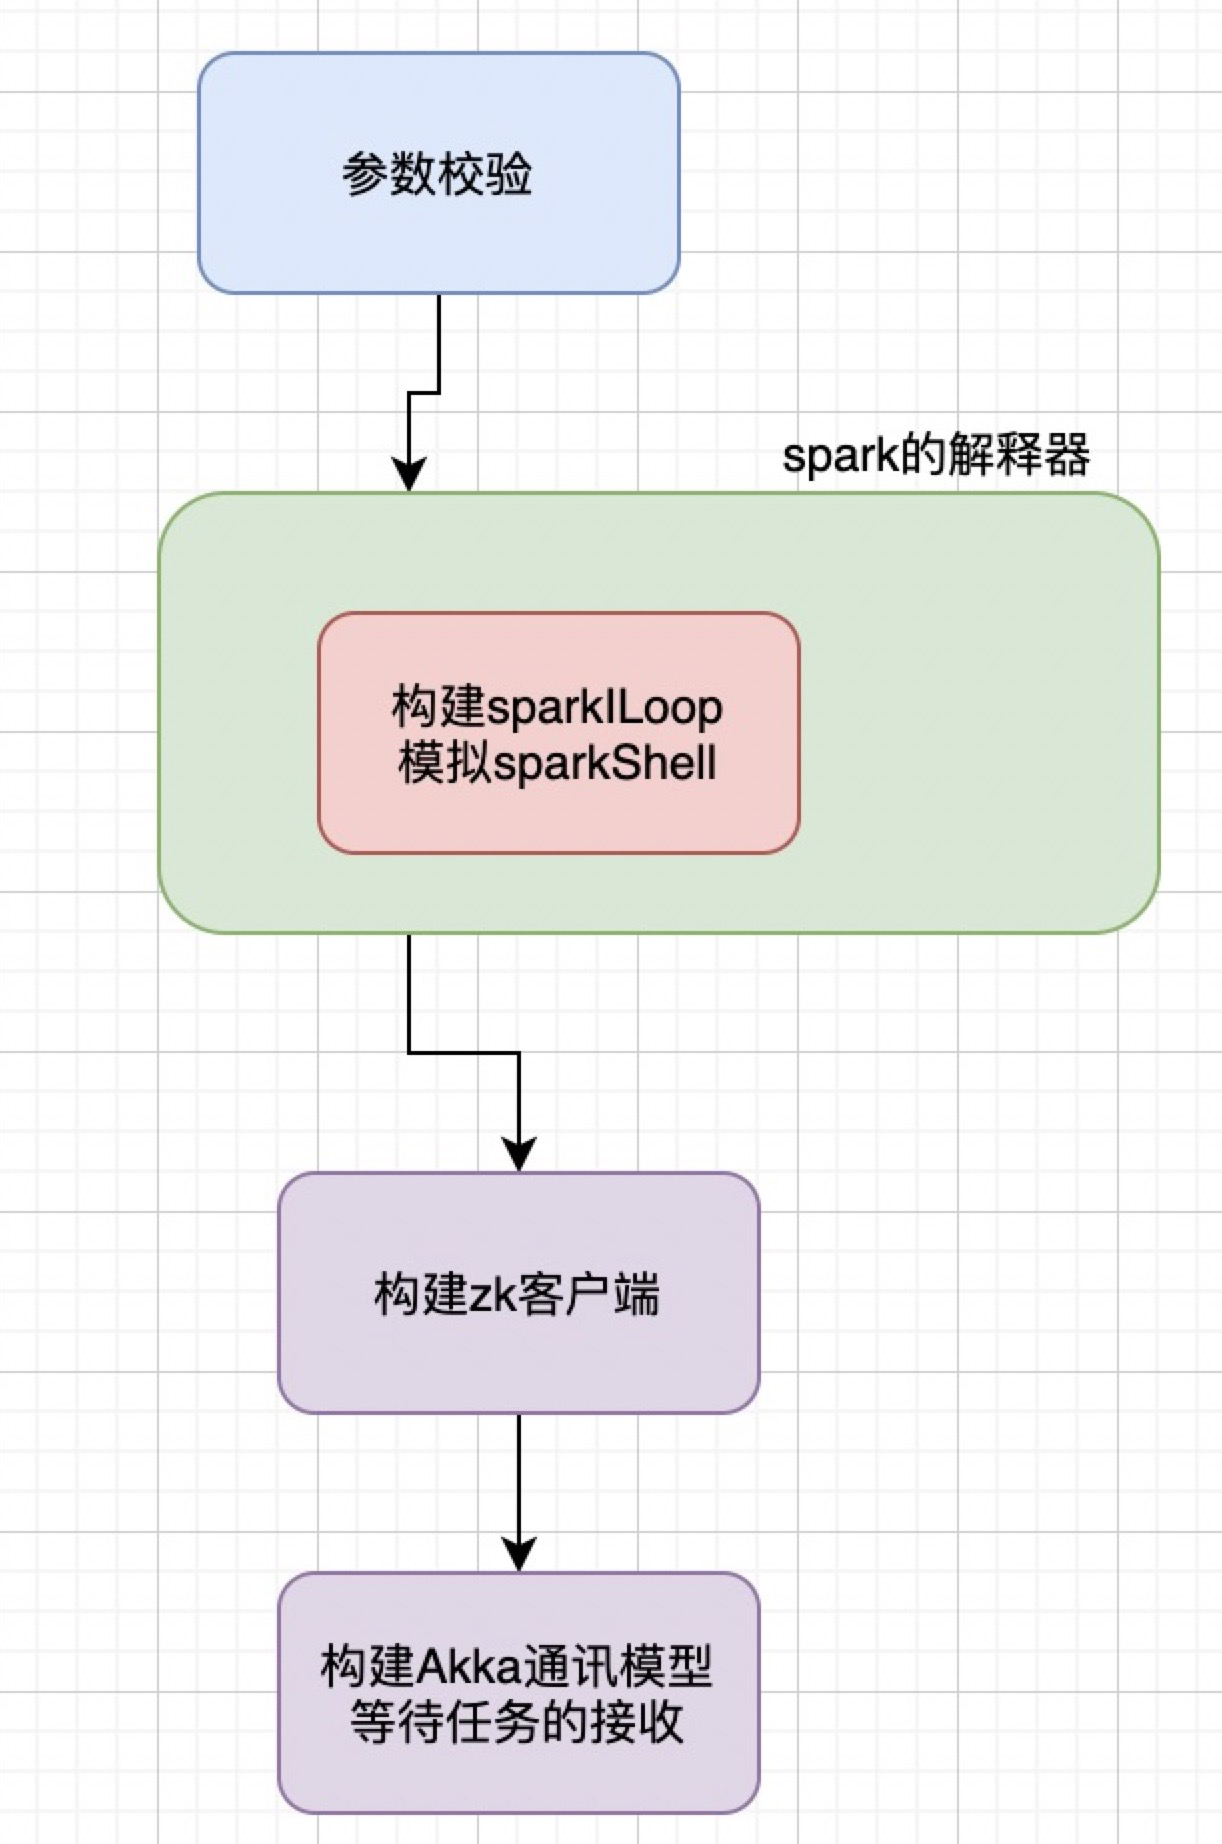 参数校验
spark的解释器
构建sparkILoop
模拟sparkShell
构建zk客户端
构建Akka通讯模型
等待任务的接收